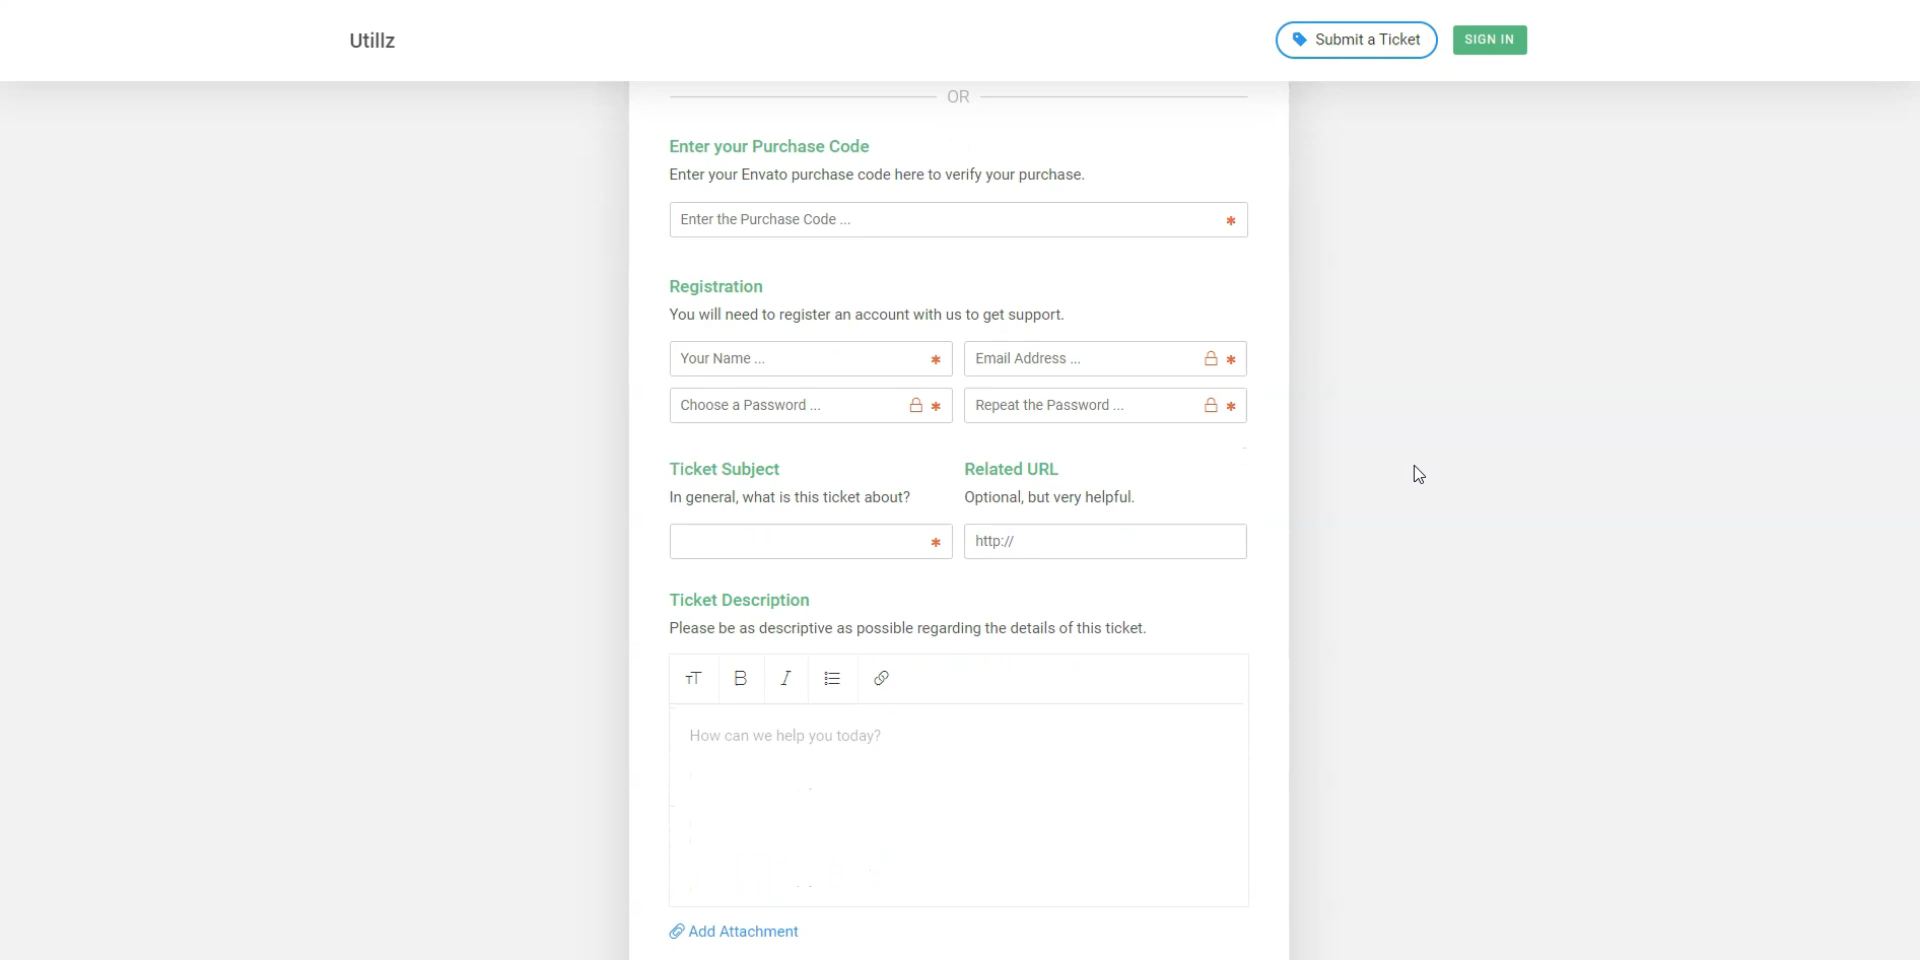 Utillz
Submit a Ticket
SIGN IN
OR
Enter your Purchase Code
Enter your Envato purchase code here to verify your purchase.
Enter the Purchase Code ... *
Registration
You will need to register an account with us to get support.
Your Name ... *
Email Address ... *
Choose a Password ... *
Repeat the Password ... *
Ticket Subject
In general, what is this ticket about?
*
Related URL
Optional, but very helpful.
http://
Ticket Description
Please be as descriptive as possible regarding the details of this ticket.
TT B I
How can we help you today?
Add Attachment